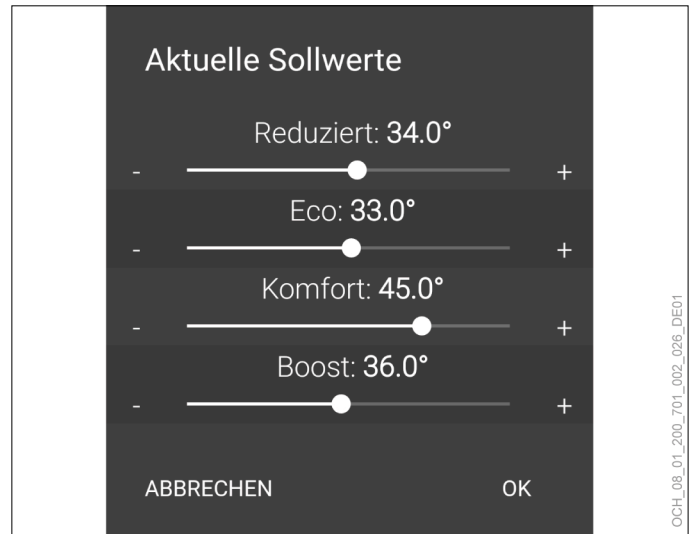 Aktuelle Sollwerte
Reduziert: 34.0°
- +
Eco: 33.0°
- +
Komfort: 45.0°
- +
Boost: 36.0°
- +
ABBRECHEN OK
OCH_08_01_200_701_002_026_DE01